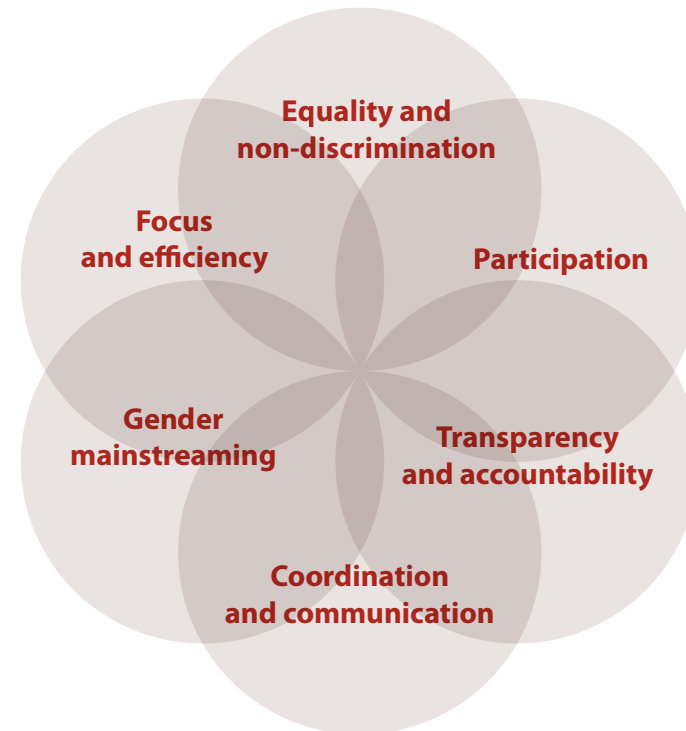 Equality and
non-discrimination
Focus
and efficiency
Participation
Gender
mainstreaming
Transparency
and accountability
Coordination
and communication